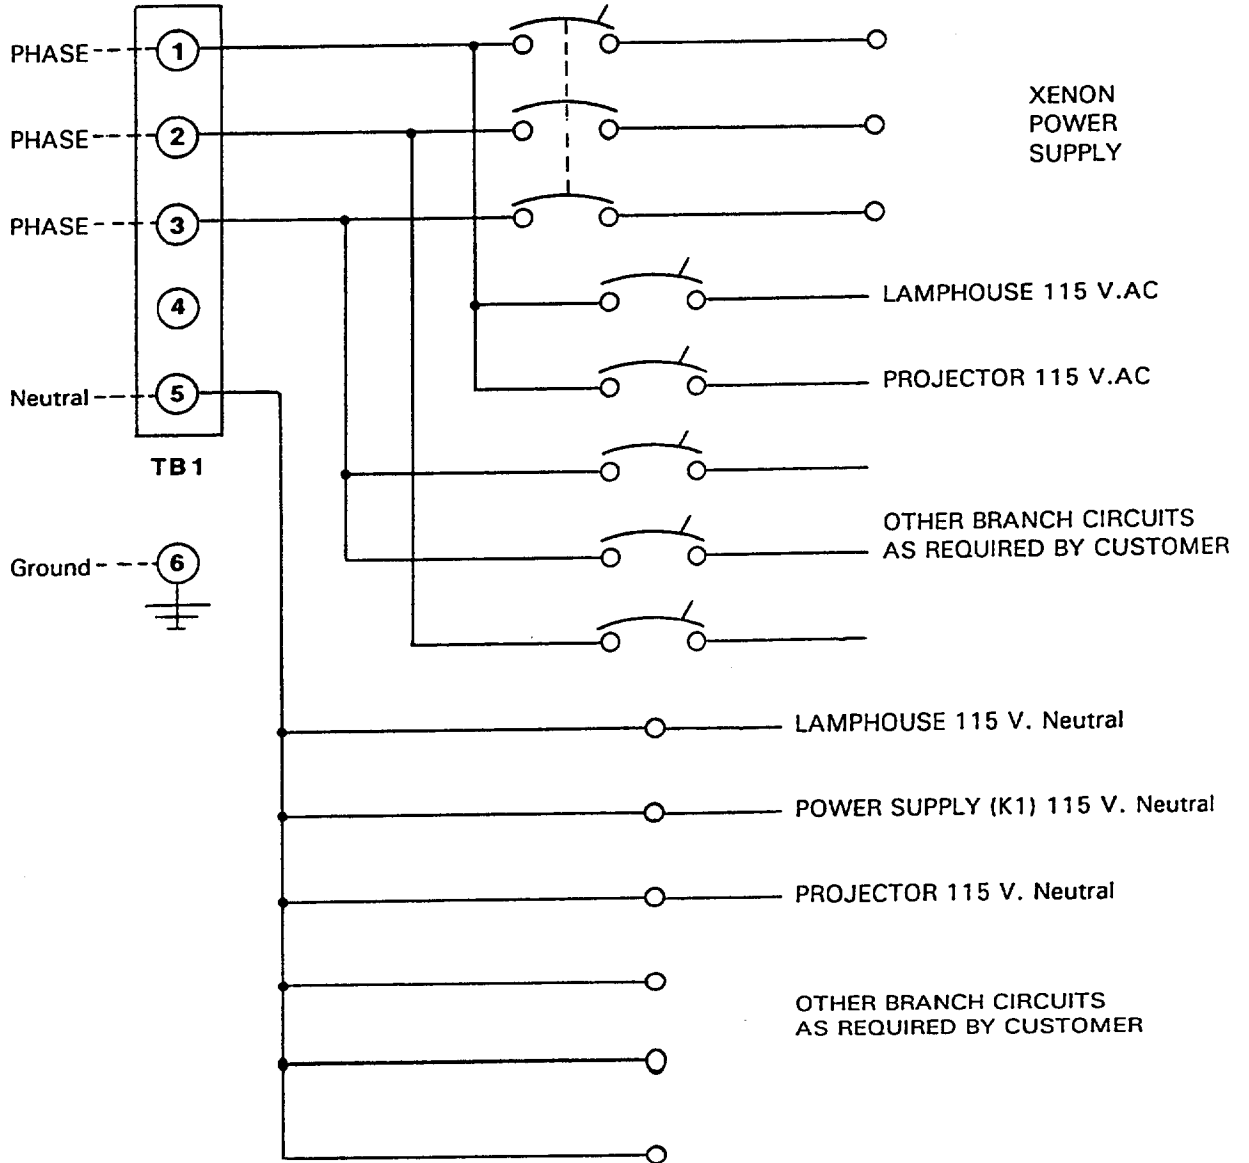 PHASE 1
PHASE 2
PHASE 3
4
Neutral 5
TB1
Ground 6
XENON
POWER
SUPPLY
LAMPHOUSE 115 V.AC
PROJECTOR 115 V.AC
OTHER BRANCH CIRCUITS
AS REQUIRED BY CUSTOMER
LAMPHOUSE 115 V. Neutral
POWER SUPPLY (K1) 115 V. Neutral
PROJECTOR 115 V. Neutral
OTHER BRANCH CIRCUITS
AS REQUIRED BY CUSTOMER